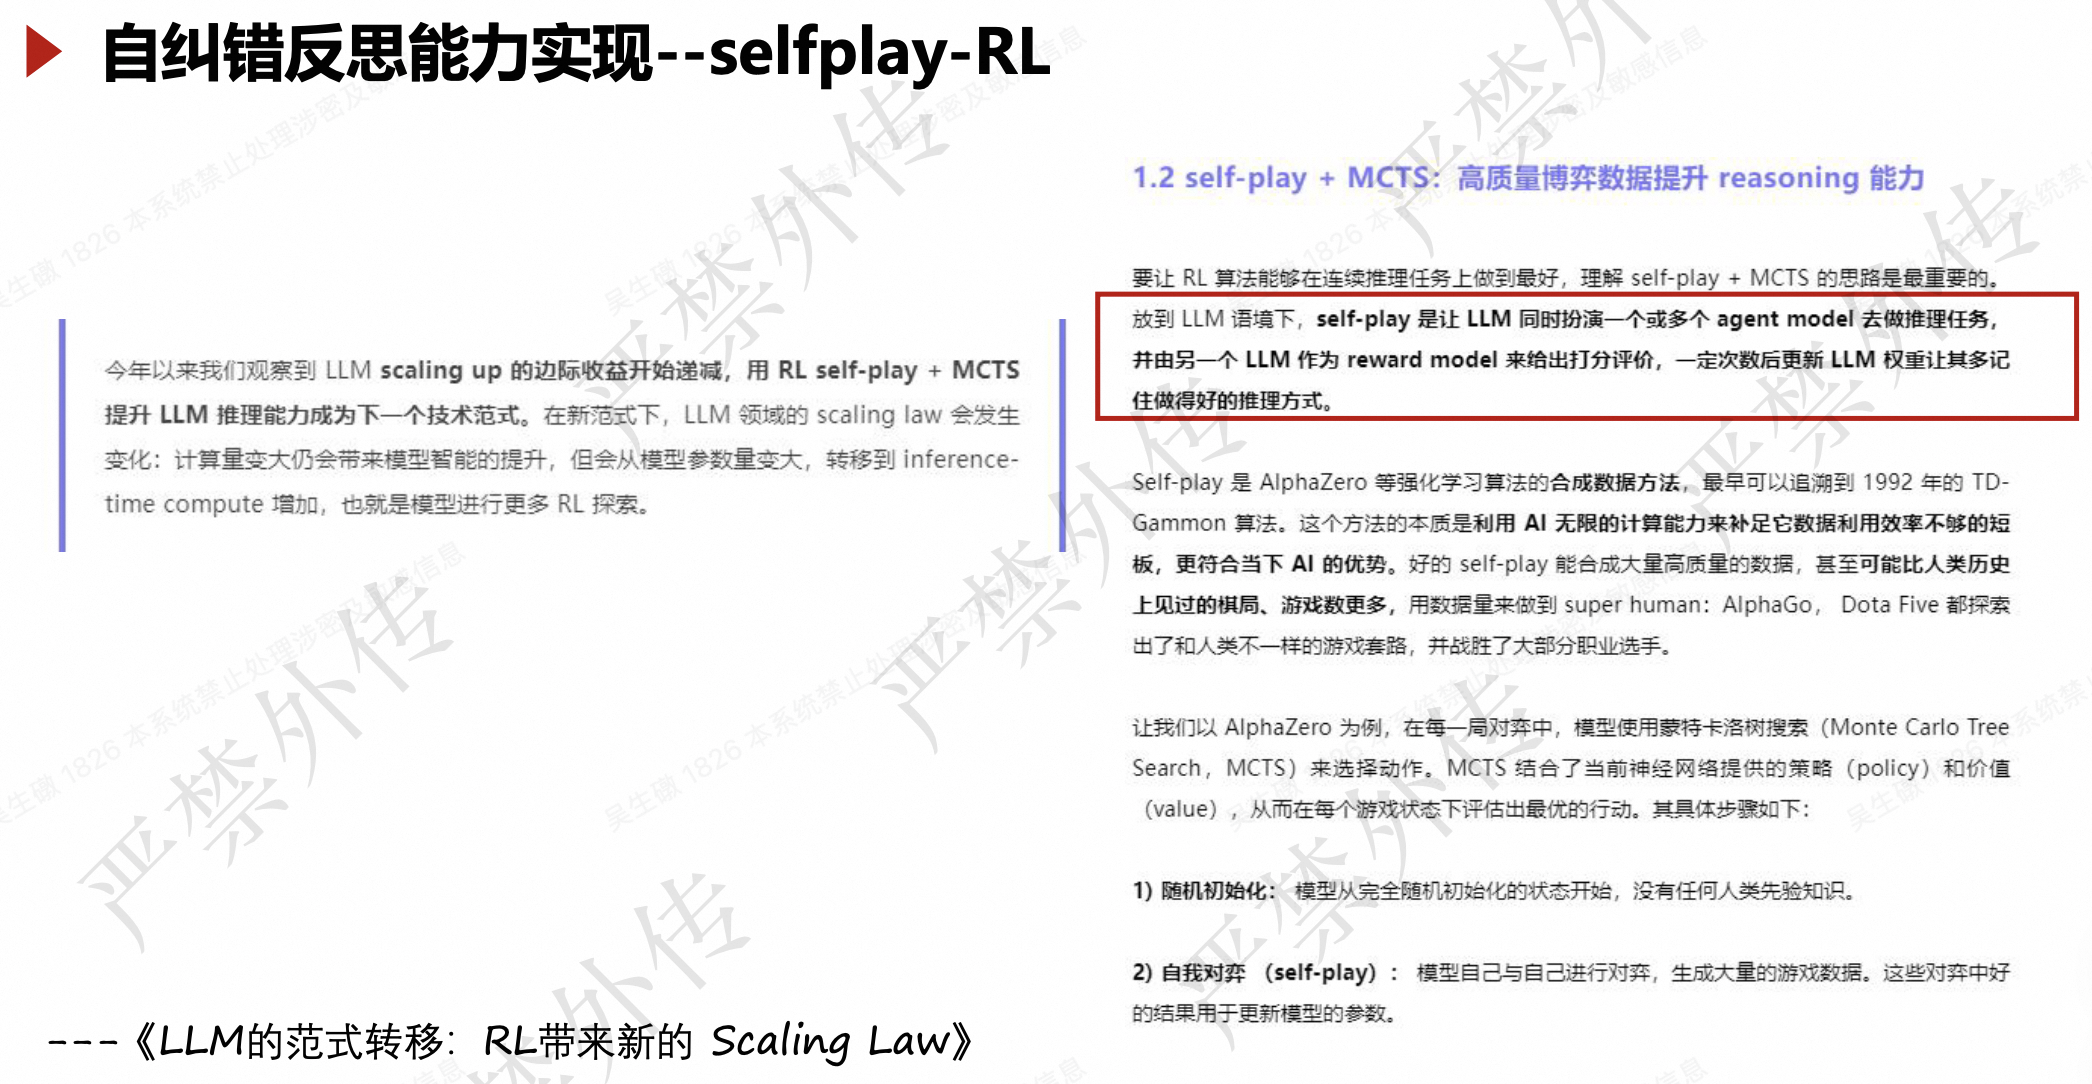 自纠错反思能力实现--selfplay-RL
今年以来我们观察到 LLM scaling up 的边际收益开始递减，用 RL self-play + MCTS
提升 LLM 推理能力成为下一个技术范式。在新范式下，LLM 领域的 scaling law 会发生
变化：计算量变大仍会带来模型智能的提升，但会从模型参数量变大，转移到 inference-
time compute 增加，也就是模型进行更多 RL 探索。
---《LLM的范式转移：RL带来新的 Scaling Law》
1.2 self-play + MCTS：高质量博弈数据提升 reasoning 能力
要让 RL 算法能够在连续推理任务上做到最好，理解 self-play + MCTS 的思路是最重要的。
放到 LLM 语境下，self-play 是让 LLM 同时扮演一个或多个 agent model 去做推理任务，
并由另一个 LLM 作为 reward model 来给出打分评价，一定次数后更新 LLM 权重让其多记
住做得好的推理方式。
Self-play 是 AlphaZero 等强化学习算法的合成数据方法，最早可以追溯到 1992 年的 TD-
Gammon 算法。这个方法的本质是利用 AI 无限的计算能力来补足它数据利用效率不够的短
板，更符合当下 AI 的优势。好的 self-play 能合成大量高质量的数据，甚至可能比人类历史
上见过的棋局、游戏数更多，用数据量来做到 super human：AlphaGo， Dota Five 都探索
出了和人类不一样的游戏套路，并战胜了大部分职业选手。
让我们以 AlphaZero 为例，在每一局对弈中，模型使用蒙特卡洛树搜索（Monte Carlo Tree
Search，MCTS）来选择动作。MCTS 结合了当前神经网络提供的策略（policy）和价值
（value），从而在每个游戏状态下评估出最优的行动。其具体步骤如下：
1) 随机初始化： 模型从完全随机初始化的状态开始，没有任何人类先验知识。
2) 自我对弈 （self-play）： 模型自己与自己进行对弈，生成大量的游戏数据。这些对弈中好
的结果用于更新模型的参数。
严禁外传
吴生礅 1826 本系统禁止处理涉密及敏感信息